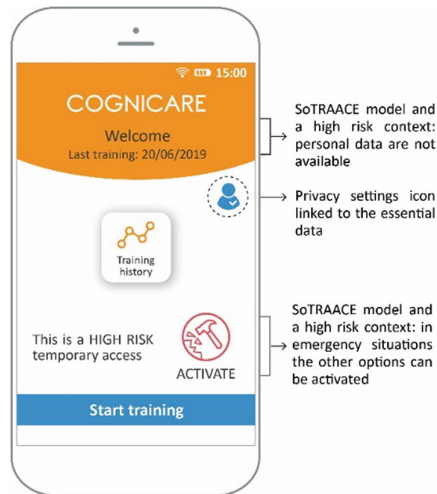 15:00
COGNICARE
Welcome
Last training: 20/06/2019
SoTRAACE model and
a high risk context:
personal data are not
available
Privacy settings icon
linked to the essential
data
Training
history
This is a HIGH RISK
temporary access
ACTIVATE
SoTRAACE model and
a high risk context: in
emergency situations
the other options can
be activated
Start training